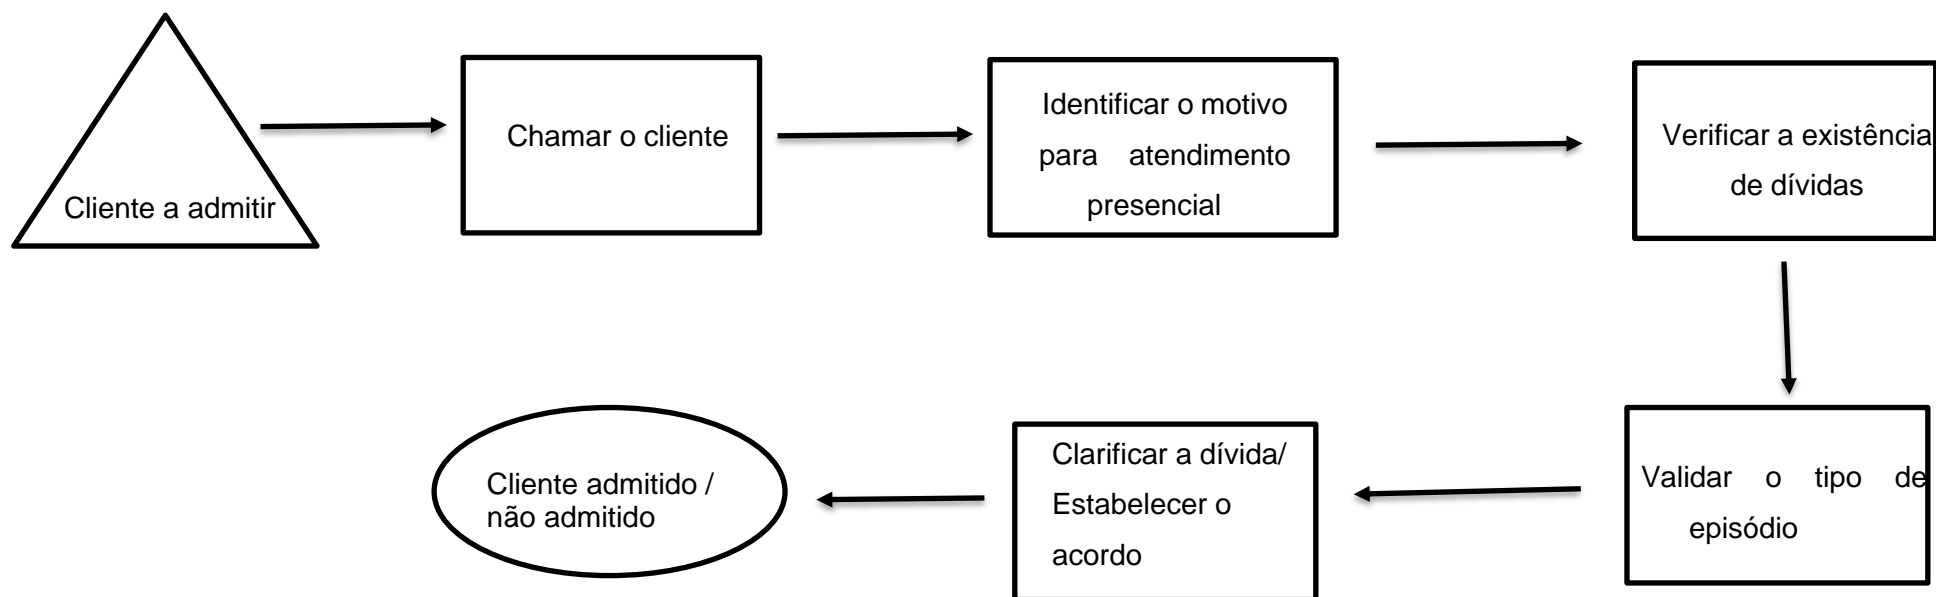 Cliente a admitir
Chamar o cliente
Identificar o motivo
para atendimento
presencial
Verificar a existência
de dívidas
Validar o tipo de
episódio
Clarificar a dívida/
Estabelecer o
acordo
Cliente admitido /
não admitido